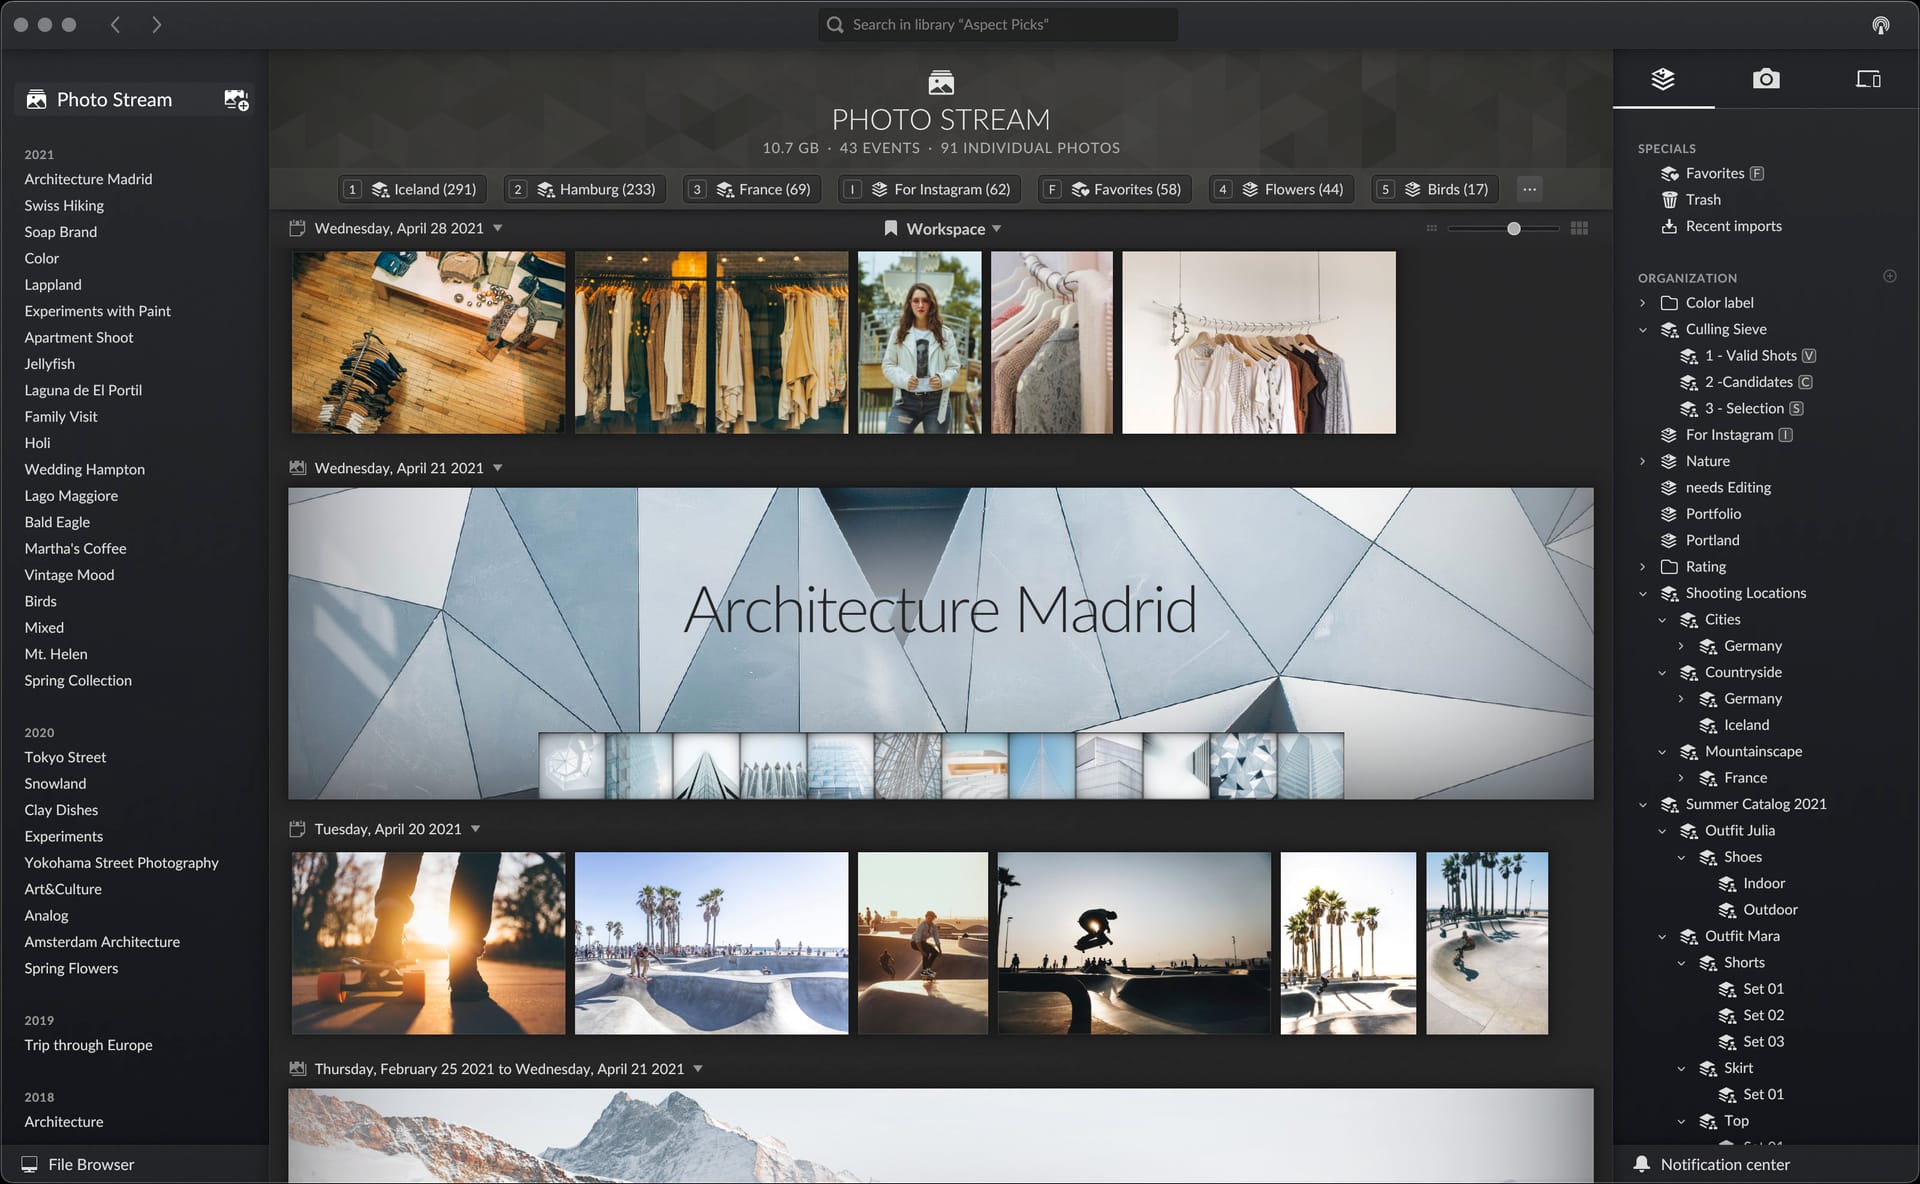 Search in library “Aspect Picks”
Photo Stream
2021
Architecture Madrid
Swiss Hiking
Soap Brand
Color
Lappland
Experiments with Paint
Apartment Shoot
Jellyfish
Laguna de El Portil
Family Visit
Holi
Wedding Hampton
Lago Maggiore
Bald Eagle
Martha's Coffee
Vintage Mood
Birds
Mixed
Mt. Helen
Spring Collection
2020
Tokyo Street
Snowland
Clay Dishes
Experiments
Yokohama Street Photography
Art&Culture
Analog
Amsterdam Architecture
Spring Flowers
2019
Trip through Europe
2018
Architecture
File Browser
PHOTO STREAM
10.7 GB · 43 EVENTS · 91 INDIVIDUAL PHOTOS
1 Iceland (291) 2 Hamburg (233) 3 France (69) I For Instagram (62) F Favorites (58) 4 Flowers (44) 5 Birds (17) ...
Wednesday, April 28 2021 Workspace
Wednesday, April 21 2021
Architecture Madrid
Tuesday, April 20 2021
Thursday, February 25 2021 to Wednesday, April 21 2021
SPECIALS
Favorites F
Trash
Recent imports
ORGANIZATION
Color label
Culling Sieve
1 - Valid Shots V
2 -Candidates C
3 - Selection S
For Instagram I
Nature
needs Editing
Portfolio
Portland
Rating
Shooting Locations
Cities
Germany
Countryside
Germany
Iceland
Mountainscape
France
Summer Catalog 2021
Outfit Julia
Shoes
Indoor
Outdoor
Outfit Mara
Shorts
Set 01
Set 02
Set 03
Skirt
Set 01
Top
Notification center